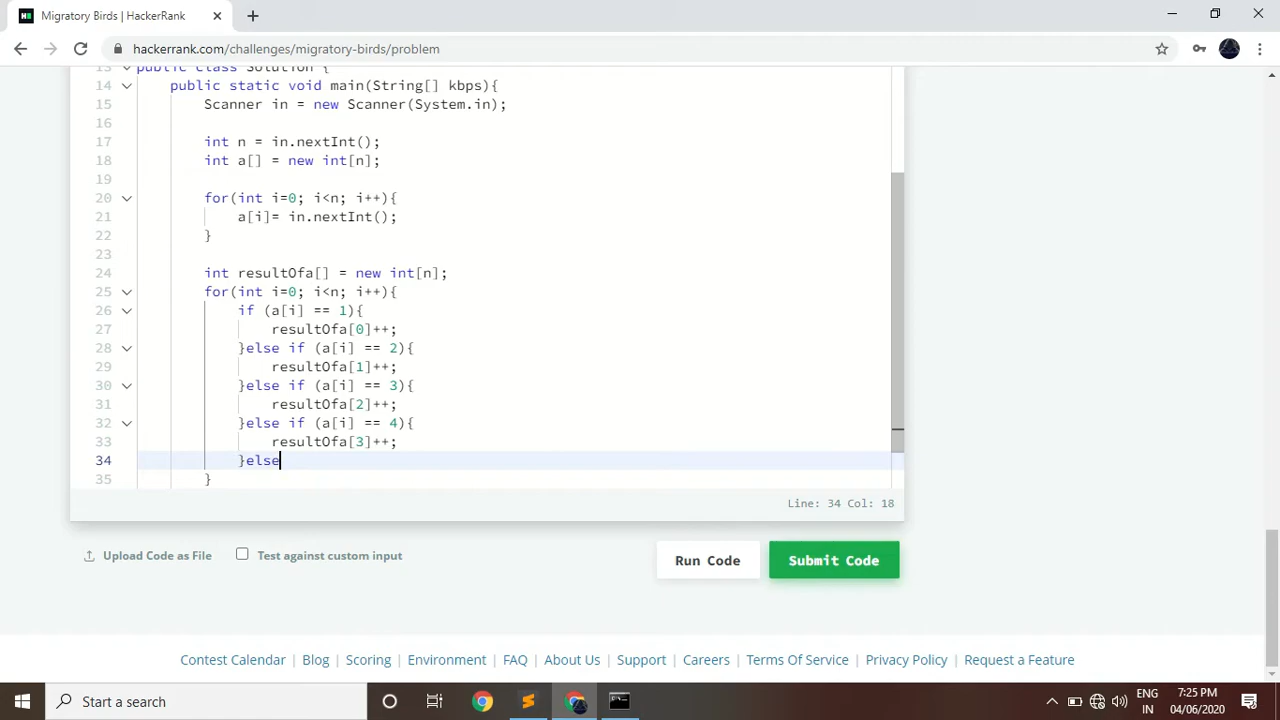 Migratory Birds | HackerRank
hackerrank.com/challenges/migratory-birds/problem
13 public class Solution {
14 public static void main(String[] kbps){
15 Scanner in = new Scanner(System.in);
16
17 int n = in.nextInt();
18 int a[] = new int[n];
19
20 for(int i=0; i<n; i++){
21 a[i]= in.nextInt();
22 }
23
24 int resultOfa[] = new int[n];
25 for(int i=0; i<n; i++){
26 if (a[i] == 1){
27 resultOfa[0]++;
28 }else if (a[i] == 2){
29 resultOfa[1]++;
30 }else if (a[i] == 3){
31 resultOfa[2]++;
32 }else if (a[i] == 4){
33 resultOfa[3]++;
34 }else
35 }
Line: 34 Col: 18
Upload Code as File Test against custom input Run Code Submit Code
Contest Calendar | Blog | Scoring | Environment | FAQ | About Us | Support | Careers | Terms Of Service | Privacy Policy | Request a Feature
Start a search
ENG
IN
7:25 PM
04/06/2020